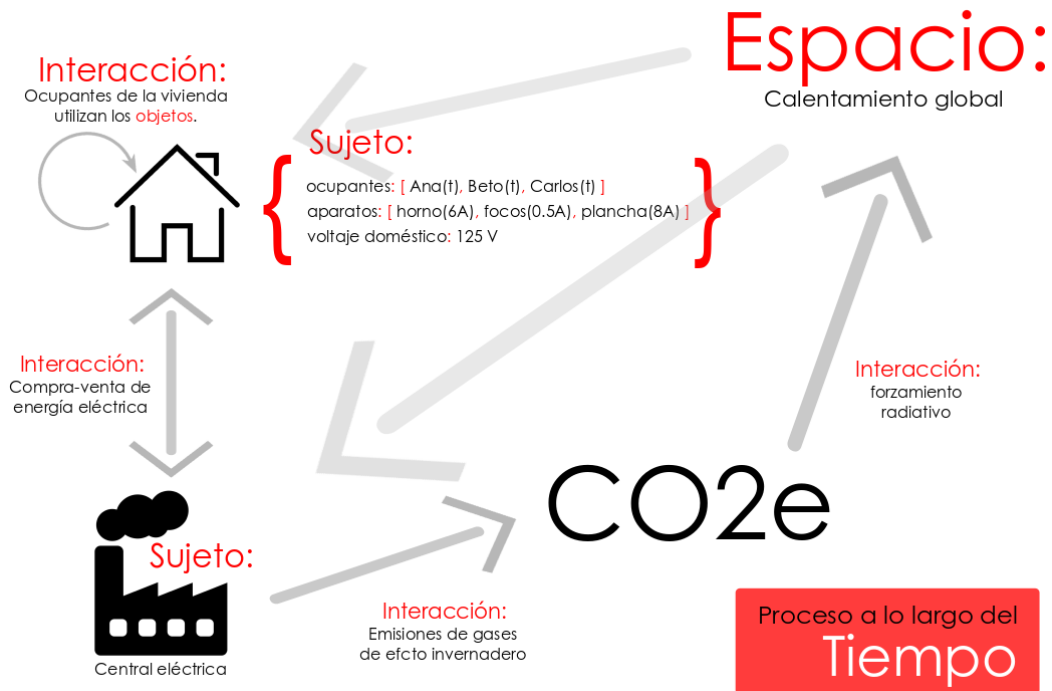 Espacio:
Calentamiento global
Interacción:
Ocupantes de la vivienda
utilizan los objetos.
Sujeto:
ocupantes: [ Ana(t), Beto(t), Carlos(t) ]
aparatos: [ horno(6A), focos(0.5A), plancha(8A) ]
voltaje doméstico: 125 V
Interacción:
Compra-venta de
energía eléctrica
Interacción:
forzamiento
radiativo
CO2e
Sujeto:
Central eléctrica
Interacción:
Emisiones de gases
de efcto invernadero
Proceso a lo largo del
Tiempo